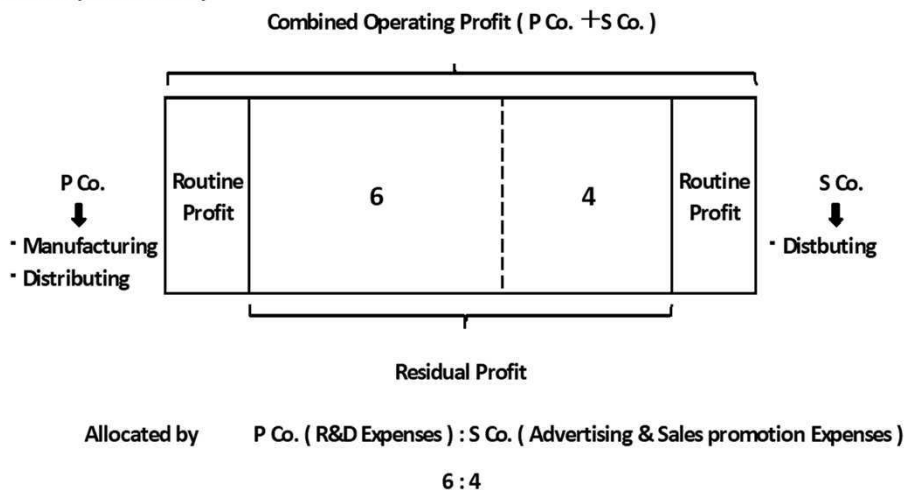 Combined Operating Profit ( P Co. +S Co. )
P Co.
Manufacturing
Distributing
Routine
Profit
6
4
Routine
Profit
S Co.
Distbuting
Residual Profit
Allocated by P Co. ( R&D Expenses ) : S Co. ( Advertising & Sales promotion Expenses )
6 : 4